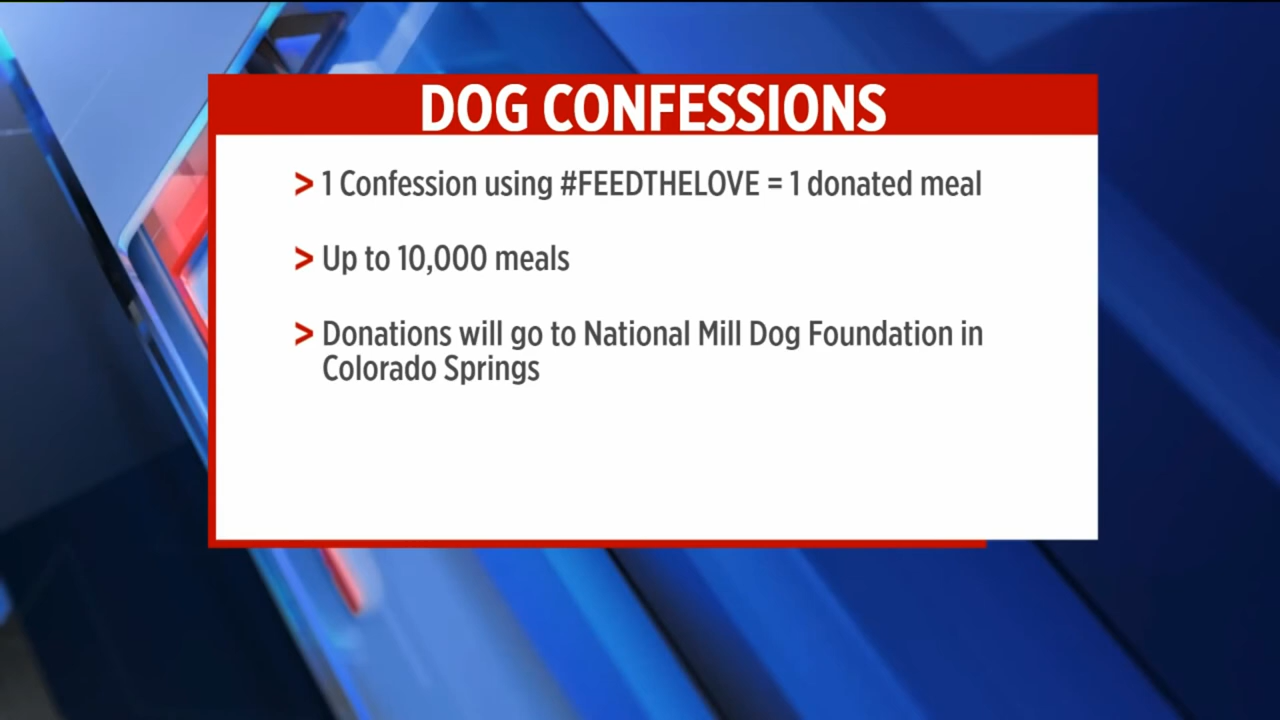 DOG CONFESSIONS
> 1 Confession using #FEEDTHELOVE = 1 donated meal
> Up to 10,000 meals
> Donations will go to National Mill Dog Foundation in
Colorado Springs